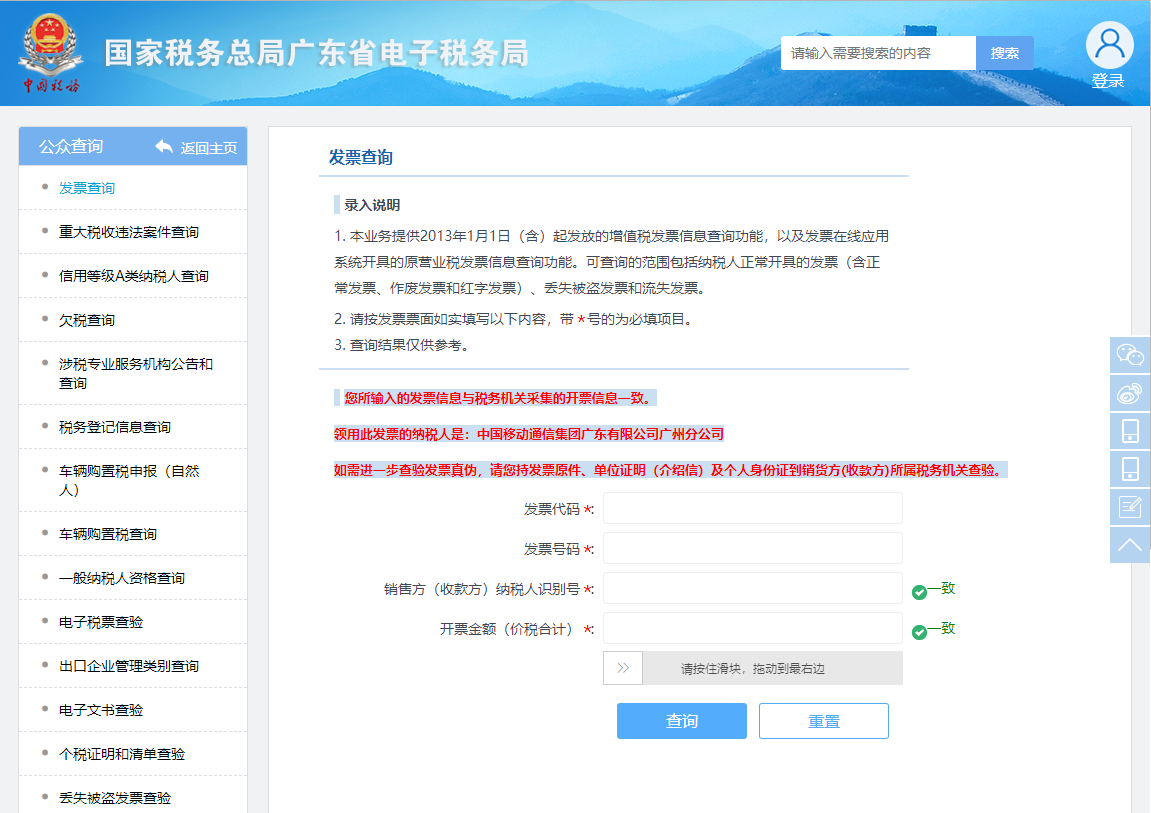 中国税务
国家税务总局广东省电子税务局
请输入需要搜索的内容
搜索
登录
公众查询
返回主页
发票查询
重大税收违法案件查询
信用等级A类纳税人查询
欠税查询
涉税专业服务机构公告和
查询
税务登记信息查询
车辆购置税申报（自然
人）
车辆购置税查询
一般纳税人资格查询
电子税票查验
出口企业管理类别查询
电子文书查验
个税证明和清单查验
丢失被盗发票查验
发票查询
录入说明
1. 本业务提供2013年1月1日（含）起发放的增值税发票信息查询功能，以及发票在线应用
系统开具的原营业税发票信息查询功能。可查询的范围包括纳税人正常开具的发票（含正
常发票、作废发票和红字发票）、丢失被盗发票和流失发票。
2. 请按发票票面如实填写以下内容，带 *号的为必填项目。
3. 查询结果仅供参考。
您所输入的发票信息与税务机关采集的开票信息一致。
领用此发票的纳税人是：中国移动通信集团广东有限公司广州分公司
如需进一步查验发票真伪，请您持发票原件、单位证明（介绍信）及个人身份证到销货方(收款方)所属税务机关查验。
发票代码 *:
发票号码 *:
销售方（收款方）纳税人识别号 *:
一致
开票金额（价税合计） *:
一致
请按住滑块，拖动到最右边
查询
重置